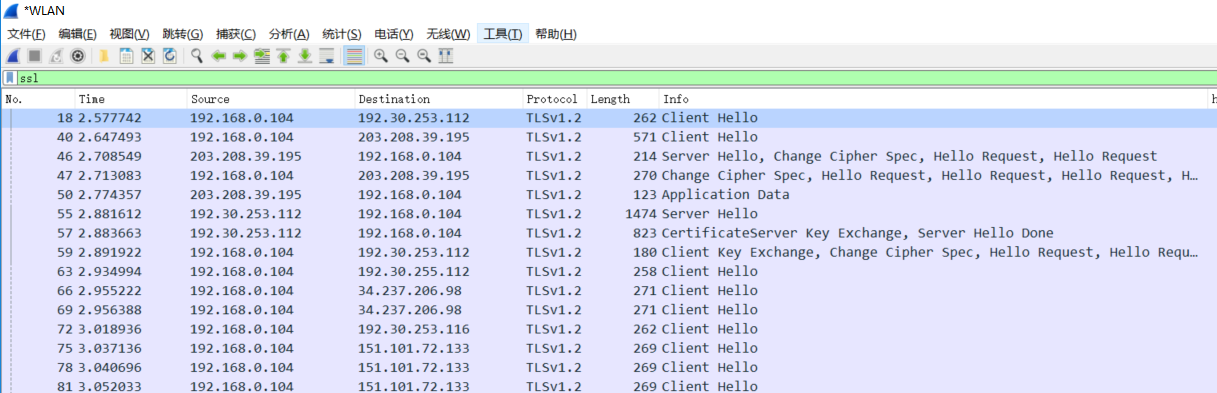 *WLAN
文件(F) 编辑(E) 视图(V) 跳转(G) 捕获(C) 分析(A) 统计(S) 电话(Y) 无线(W) 工具(T) 帮助(H)
ssl
No. Time Source Destination Protocol Length Info h
18 2.577742 192.168.0.104 192.30.253.112 TLSv1.2 262 Client Hello
40 2.647493 192.168.0.104 203.208.39.195 TLSv1.2 571 Client Hello
46 2.708549 203.208.39.195 192.168.0.104 TLSv1.2 214 Server Hello, Change Cipher Spec, Hello Request, Hello Request
47 2.713083 192.168.0.104 203.208.39.195 TLSv1.2 270 Change Cipher Spec, Hello Request, Hello Request, Hello Request, H…
50 2.774357 203.208.39.195 192.168.0.104 TLSv1.2 123 Application Data
55 2.881612 192.30.253.112 192.168.0.104 TLSv1.2 1474 Server Hello
57 2.883663 192.30.253.112 192.168.0.104 TLSv1.2 823 CertificateServer Key Exchange, Server Hello Done
59 2.891922 192.168.0.104 192.30.253.112 TLSv1.2 180 Client Key Exchange, Change Cipher Spec, Hello Request, Hello Requ…
63 2.934994 192.168.0.104 192.30.255.112 TLSv1.2 258 Client Hello
66 2.955222 192.168.0.104 34.237.206.98 TLSv1.2 271 Client Hello
69 2.956388 192.168.0.104 34.237.206.98 TLSv1.2 271 Client Hello
72 3.018936 192.168.0.104 192.30.253.116 TLSv1.2 262 Client Hello
75 3.037136 192.168.0.104 151.101.72.133 TLSv1.2 269 Client Hello
78 3.040696 192.168.0.104 151.101.72.133 TLSv1.2 269 Client Hello
81 3.052033 192.168.0.104 151.101.72.133 TLSv1.2 269 Client Hello